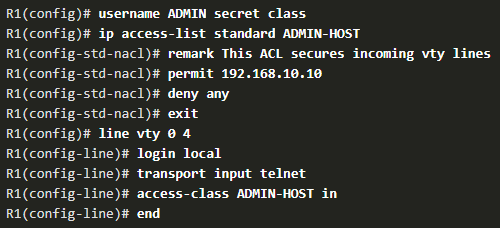 R1(config)# username ADMIN secret class
R1(config)# ip access-list standard ADMIN-HOST
R1(config-std-nacl)# remark This ACL secures incoming vty lines
R1(config-std-nacl)# permit 192.168.10.10
R1(config-std-nacl)# deny any
R1(config-std-nacl)# exit
R1(config)# line vty 0 4
R1(config-line)# login local
R1(config-line)# transport input telnet
R1(config-line)# access-class ADMIN-HOST in
R1(config-line)# end